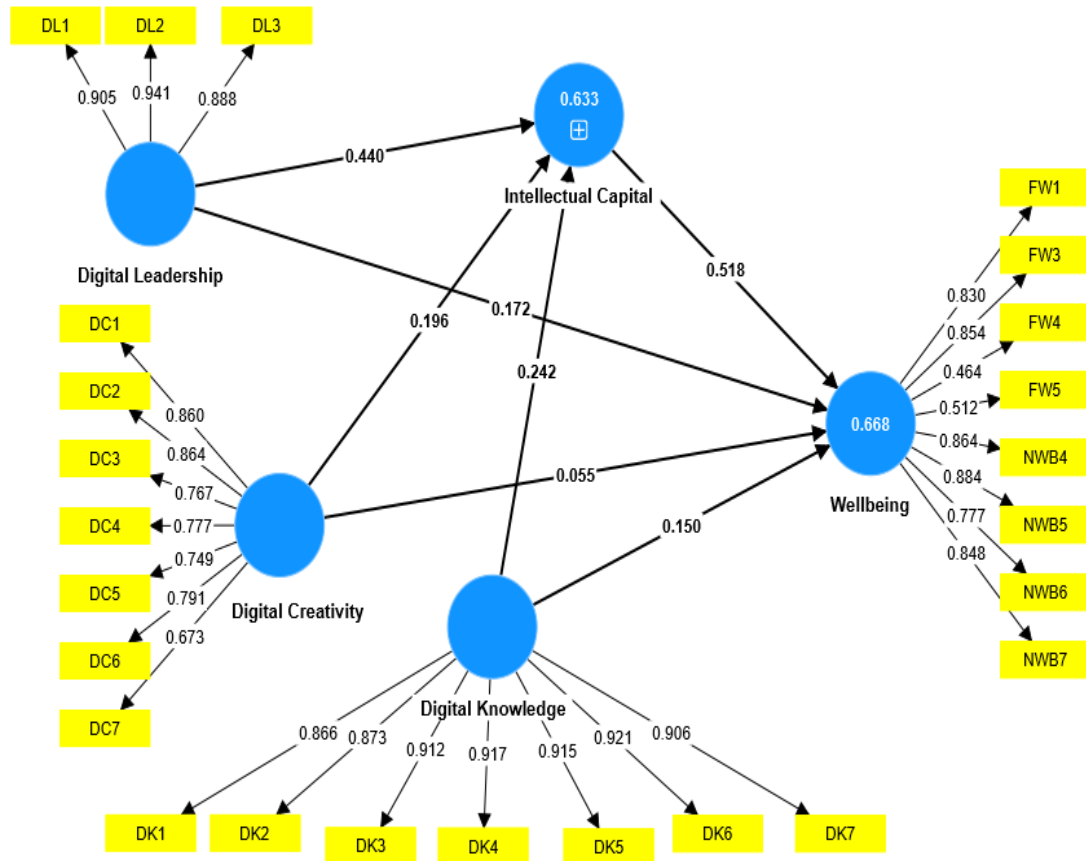 DL1 DL2 DL3
0.905 0.941 0.888
0.633
0.440
Intellectual Capital
Digital Leadership
0.518
0.172
0.196
0.242
FW1
FW3
FW4
FW5
NWB4
NWB5
NWB6
NWB7
0.830
0.854
0.464
0.512
0.864
0.884
0.777
0.848
0.668
Wellbeing
DC1
DC2
DC3
DC4
DC5
DC6
DC7
0.860
0.864
0.767
0.777
0.749
0.791
0.673
Digital Creativity
0.055
0.150
Digital Knowledge
0.866 0.873 0.912 0.917 0.915 0.921 0.906
DK1 DK2 DK3 DK4 DK5 DK6 DK7